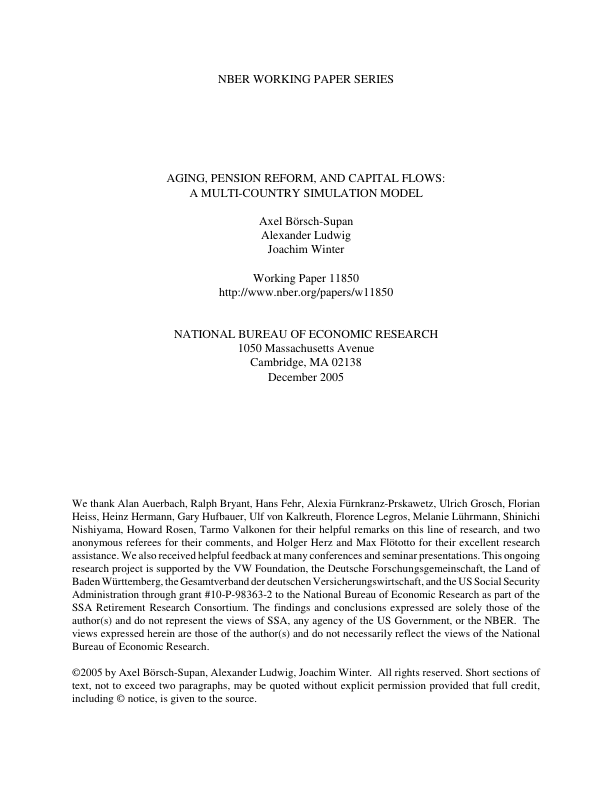 NBER WORKING PAPER SERIES
AGING, PENSION REFORM, AND CAPITAL FLOWS:
A MULTI-COUNTRY SIMULATION MODEL
Axel Börsch-Supan
Alexander Ludwig
Joachim Winter
Working Paper 11850
http://www.nber.org/papers/w11850
NATIONAL BUREAU OF ECONOMIC RESEARCH
1050 Massachusetts Avenue
Cambridge, MA 02138
December 2005
We thank Alan Auerbach, Ralph Bryant, Hans Fehr, Alexia Fürnkranz-Prskawetz, Ulrich Grosch, Florian
Heiss, Heinz Hermann, Gary Hufbauer, Ulf von Kalkreuth, Florence Legros, Melanie Lührmann, Shinichi
Nishiyama, Howard Rosen, Tarmo Valkonen for their helpful remarks on this line of research, and two
anonymous referees for their comments, and Holger Herz and Max Flötotto for their excellent research
assistance. We also received helpful feedback at many conferences and seminar presentations. This ongoing
research project is supported by the VW Foundation, the Deutsche Forschungsgemeinschaft, the Land of
Baden Württemberg, the Gesamtverband der deutschen Versicherungswirtschaft, and the US Social Security
Administration through grant #10-P-98363-2 to the National Bureau of Economic Research as part of the
SSA Retirement Research Consortium. The findings and conclusions expressed are solely those of the
author(s) and do not represent the views of SSA, any agency of the US Government, or the NBER. The
views expressed herein are those of the author(s) and do not necessarily reflect the views of the National
Bureau of Economic Research.
©2005 by Axel Börsch-Supan, Alexander Ludwig, Joachim Winter. All rights reserved. Short sections of
text, not to exceed two paragraphs, may be quoted without explicit permission provided that full credit,
including © notice, is given to the source.